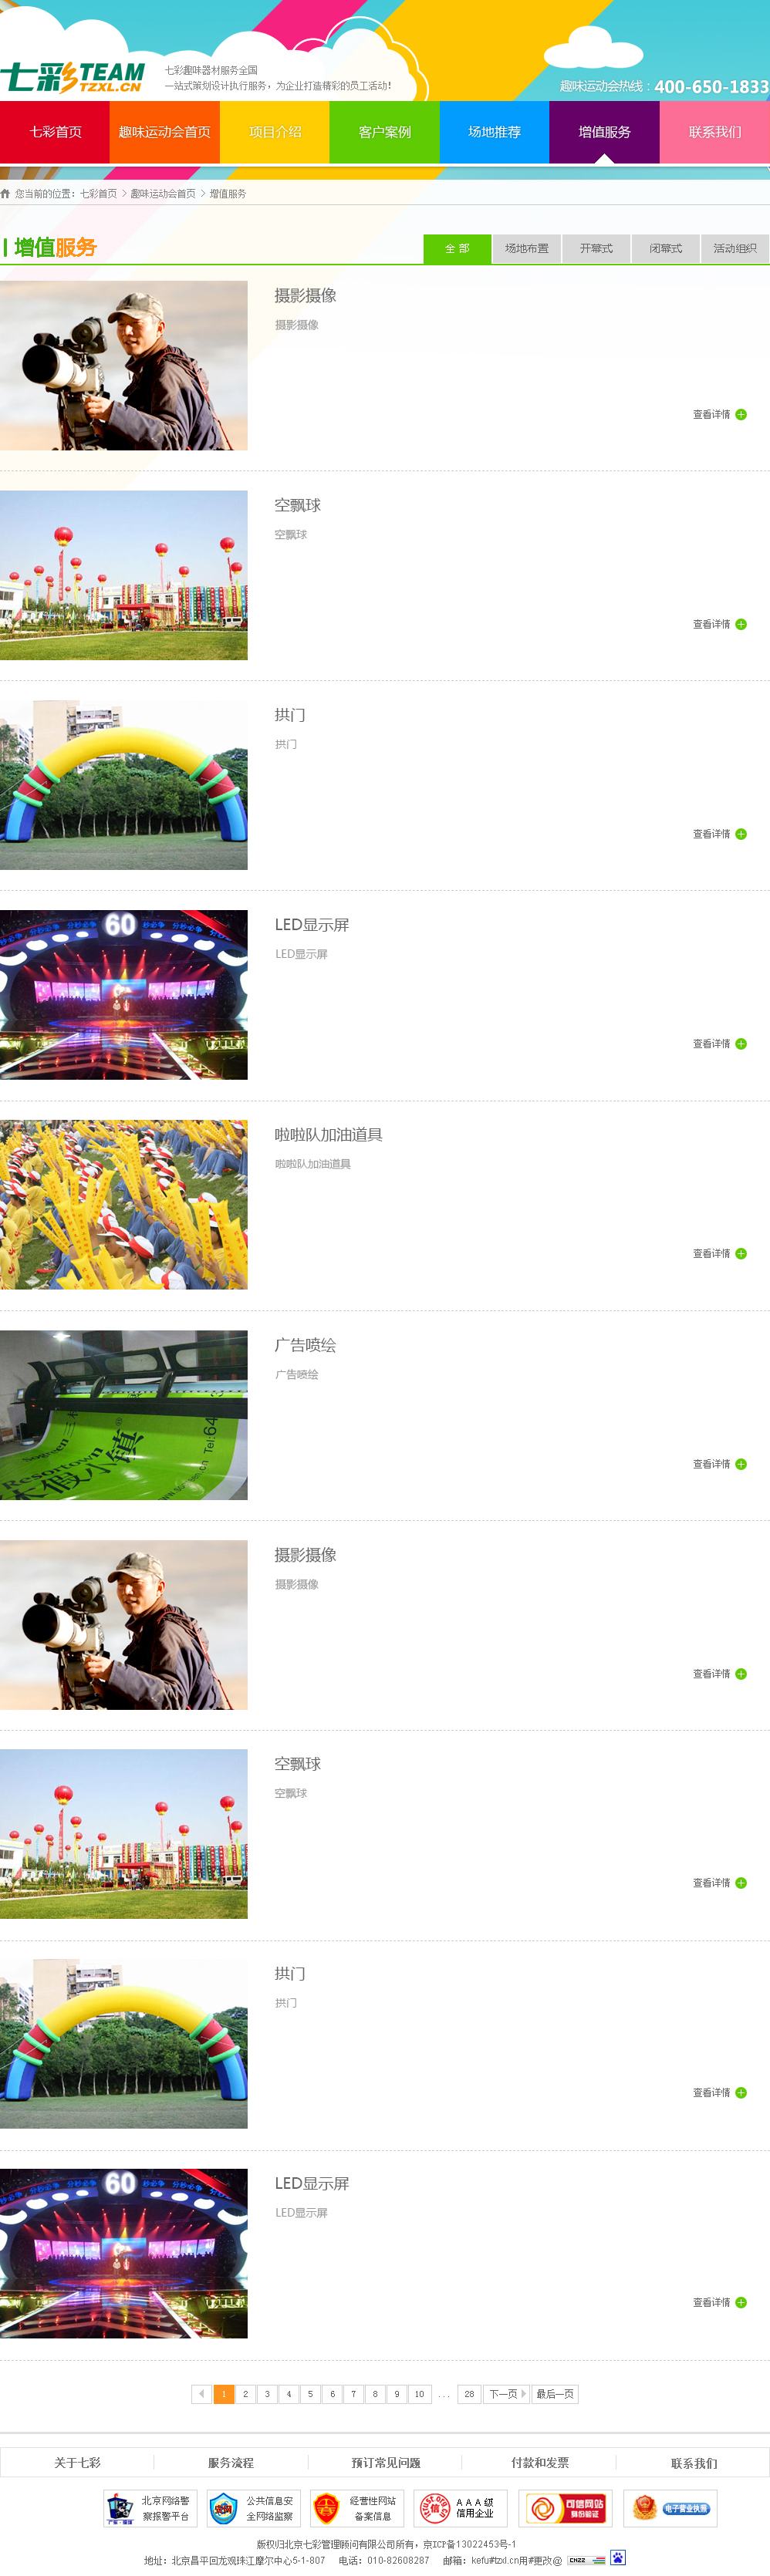 七彩TEAM
TZXL.CN
七彩趣味器材服务全国
一站式策划设计执行服务，为企业打造精彩的员工活动！
趣味运动会热线：400-650-1833
七彩首页 趣味运动会首页 项目介绍 客户案例 场地推荐 增值服务 联系我们
您当前的位置：七彩首页 > 趣味运动会首页 > 增值服务
增值服务
全 部 场地布置 开幕式 闭幕式 活动组织
摄影摄像
摄影摄像
查看详情
空飘球
空飘球
查看详情
拱门
拱门
查看详情
60
LED显示屏
LED显示屏
查看详情
啦啦队加油道具
啦啦队加油道具
查看详情
广告喷绘
广告喷绘
查看详情
摄影摄像
摄影摄像
查看详情
空飘球
空飘球
查看详情
拱门
拱门
查看详情
60
LED显示屏
LED显示屏
查看详情
1 2 3 4 5 6 7 8 9 10 ... 28 下一页 最后一页
关于七彩 服务流程 预订常见问题 付款和发票 联系我们
北京网络警
察报警平台
公共信息安
全网络监察
经营性网站
备案信息
AAA级
信用企业
可信网站
身份验证
电子营业执照
版权归北京七彩管理顾问有限公司所有，京ICP备13022453号-1
地址：北京昌平回龙观珠江摩尔中心5-1-807 电话：010-82608287 邮箱：kefu#tzxl.cn用#更改@